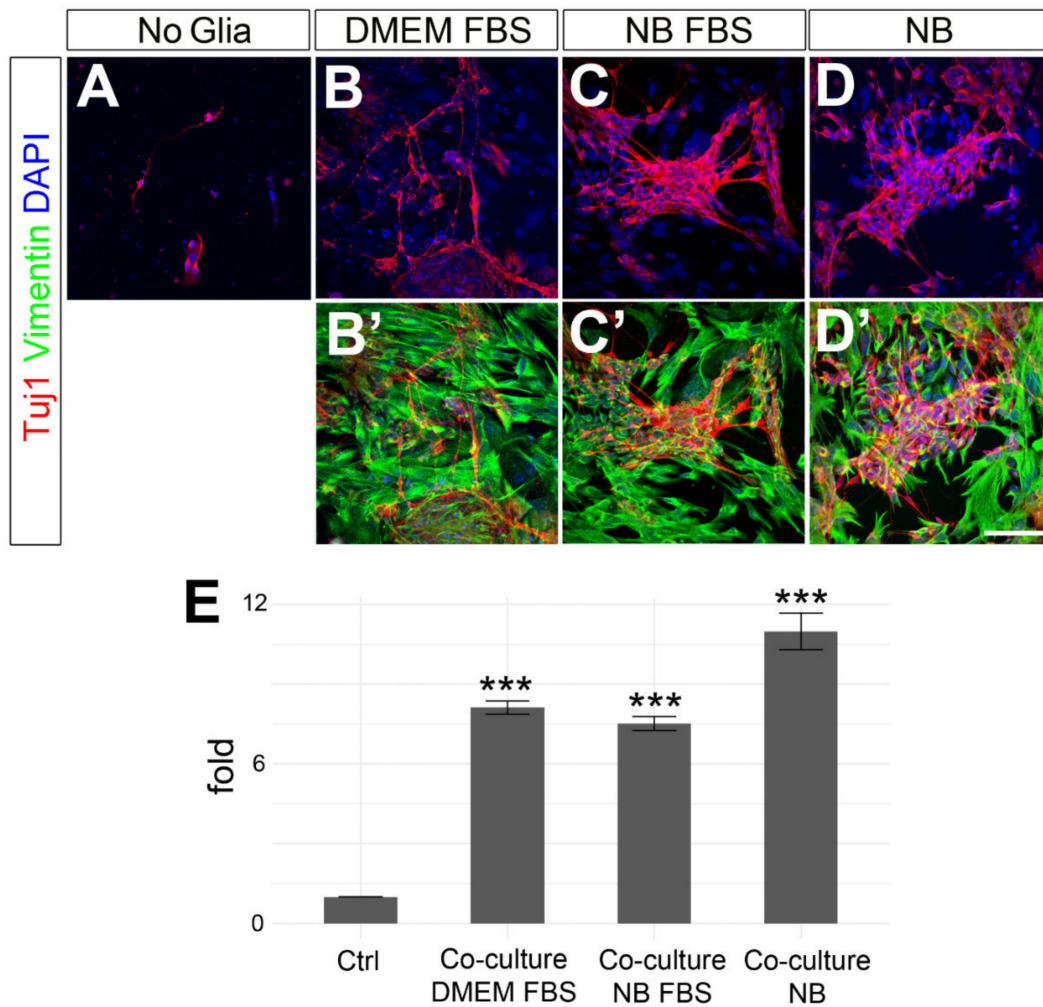 No Glia
DMEM FBS
NB FBS
NB
Tuj1 Vimentin DAPI
A
B
C
D
B'
C'
D'
E
fold
12
6
0
***
***
***
Ctrl
Co-culture
DMEM FBS
Co-culture
NB FBS
Co-culture
NB